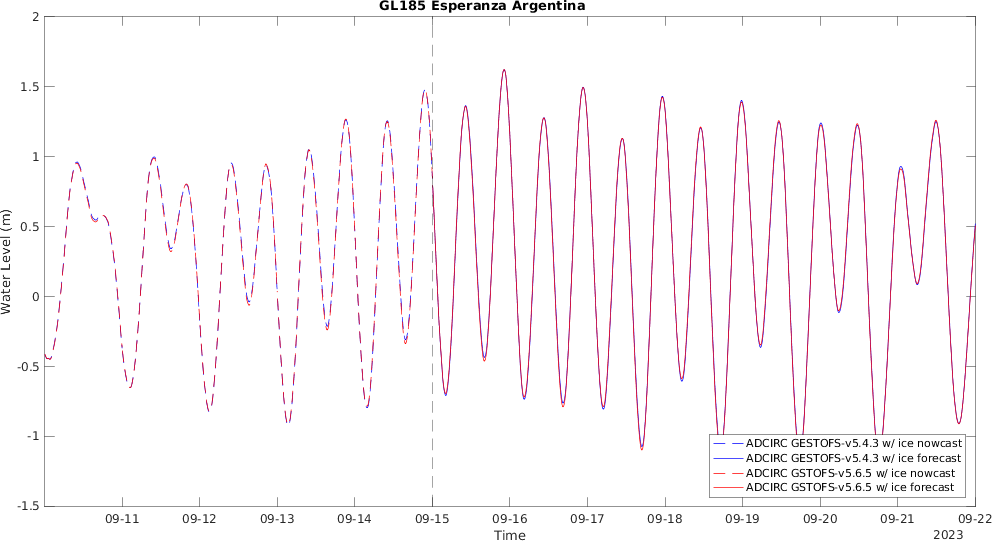 GL185 Esperanza Argentina
2
1.5
1
0.5
0
-0.5
-1
-1.5
Water Level (m)
ADCIRC GESTOFS-v5.4.3 w/ ice nowcast
ADCIRC GESTOFS-v5.4.3 w/ ice forecast
ADCIRC GSTOFS-v5.6.5 w/ ice nowcast
ADCIRC GSTOFS-v5.6.5 w/ ice forecast
09-11 09-12 09-13 09-14 09-15 09-16 09-17 09-18 09-19 09-20 09-21 09-22
Time
2023